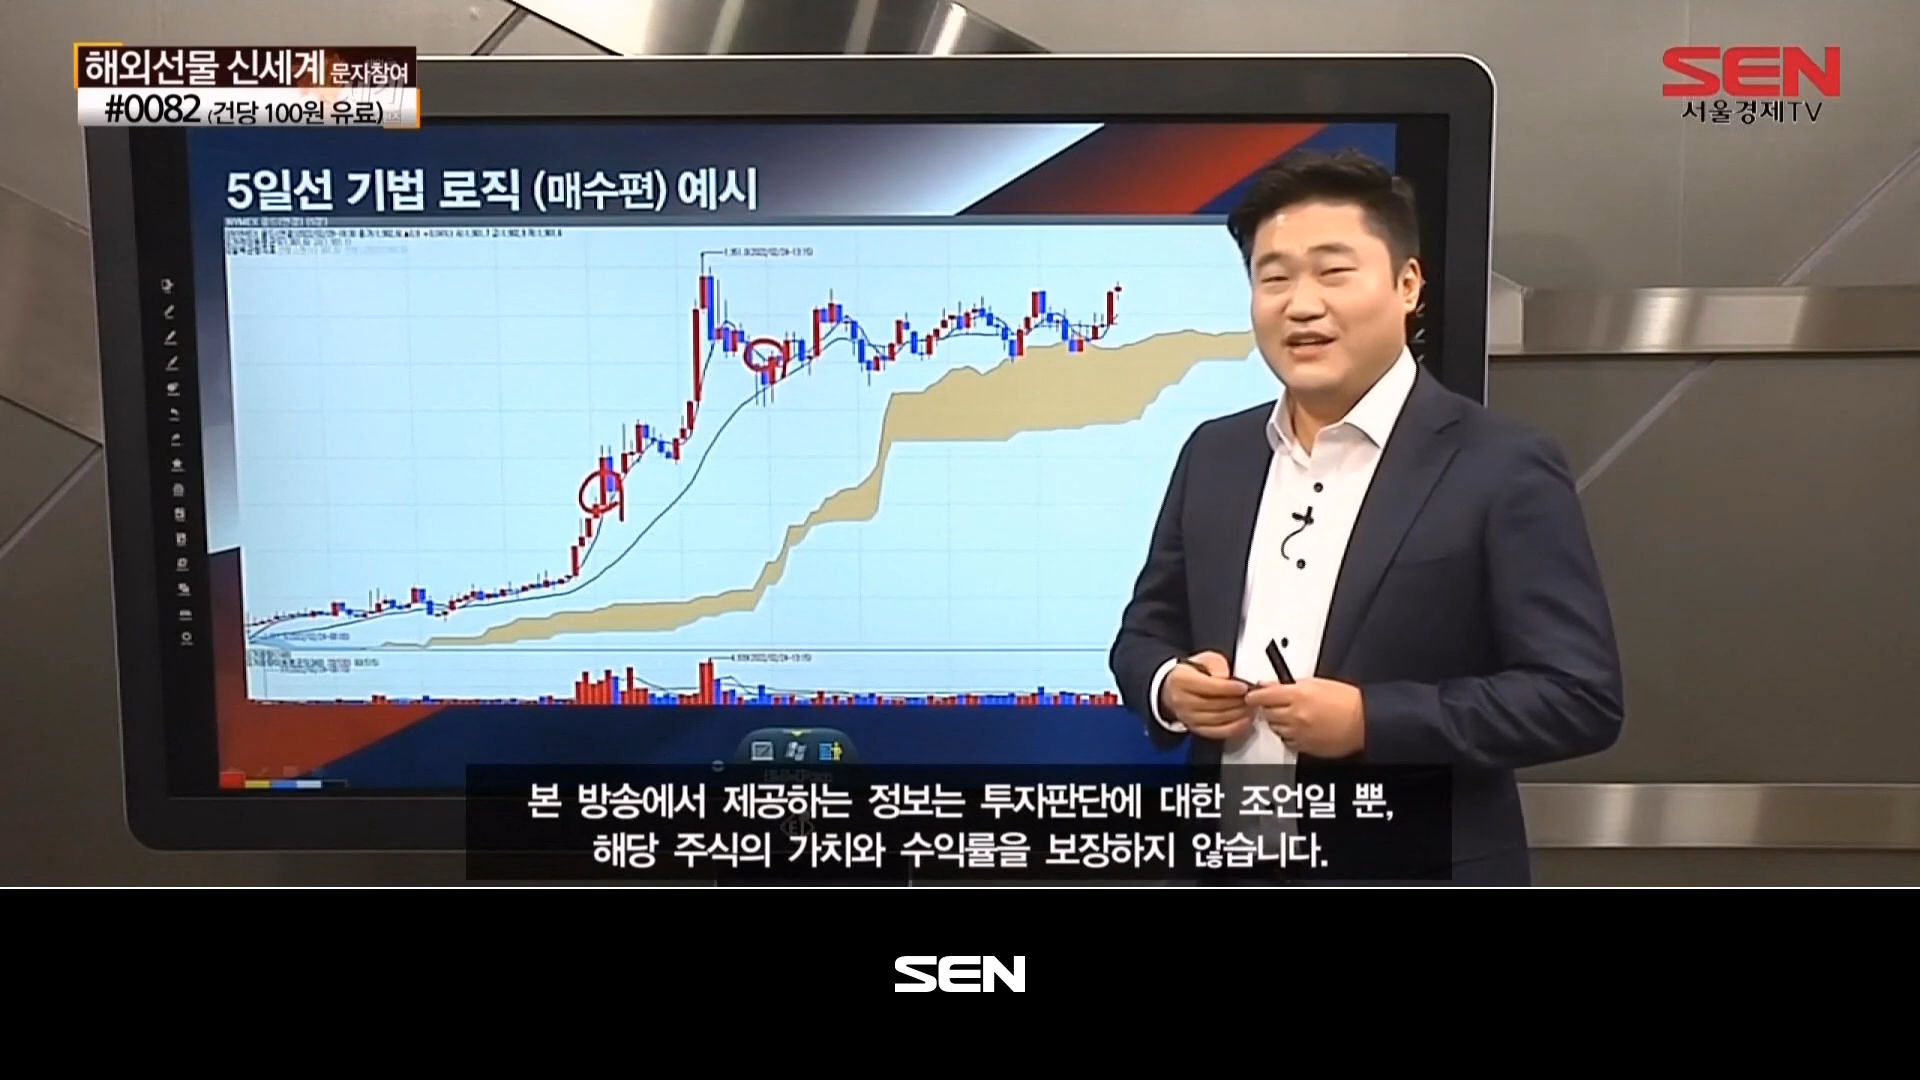 해외선물 신세계 문자참여
#0082 (건당 100원 유료)
SEN
서울경제TV
5일선 기법 로직 (매수편) 예시
본 방송에서 제공하는 정보는 투자판단에 대한 조언일 뿐,
해당 주식의 가치와 수익률을 보장하지 않습니다.
SEN